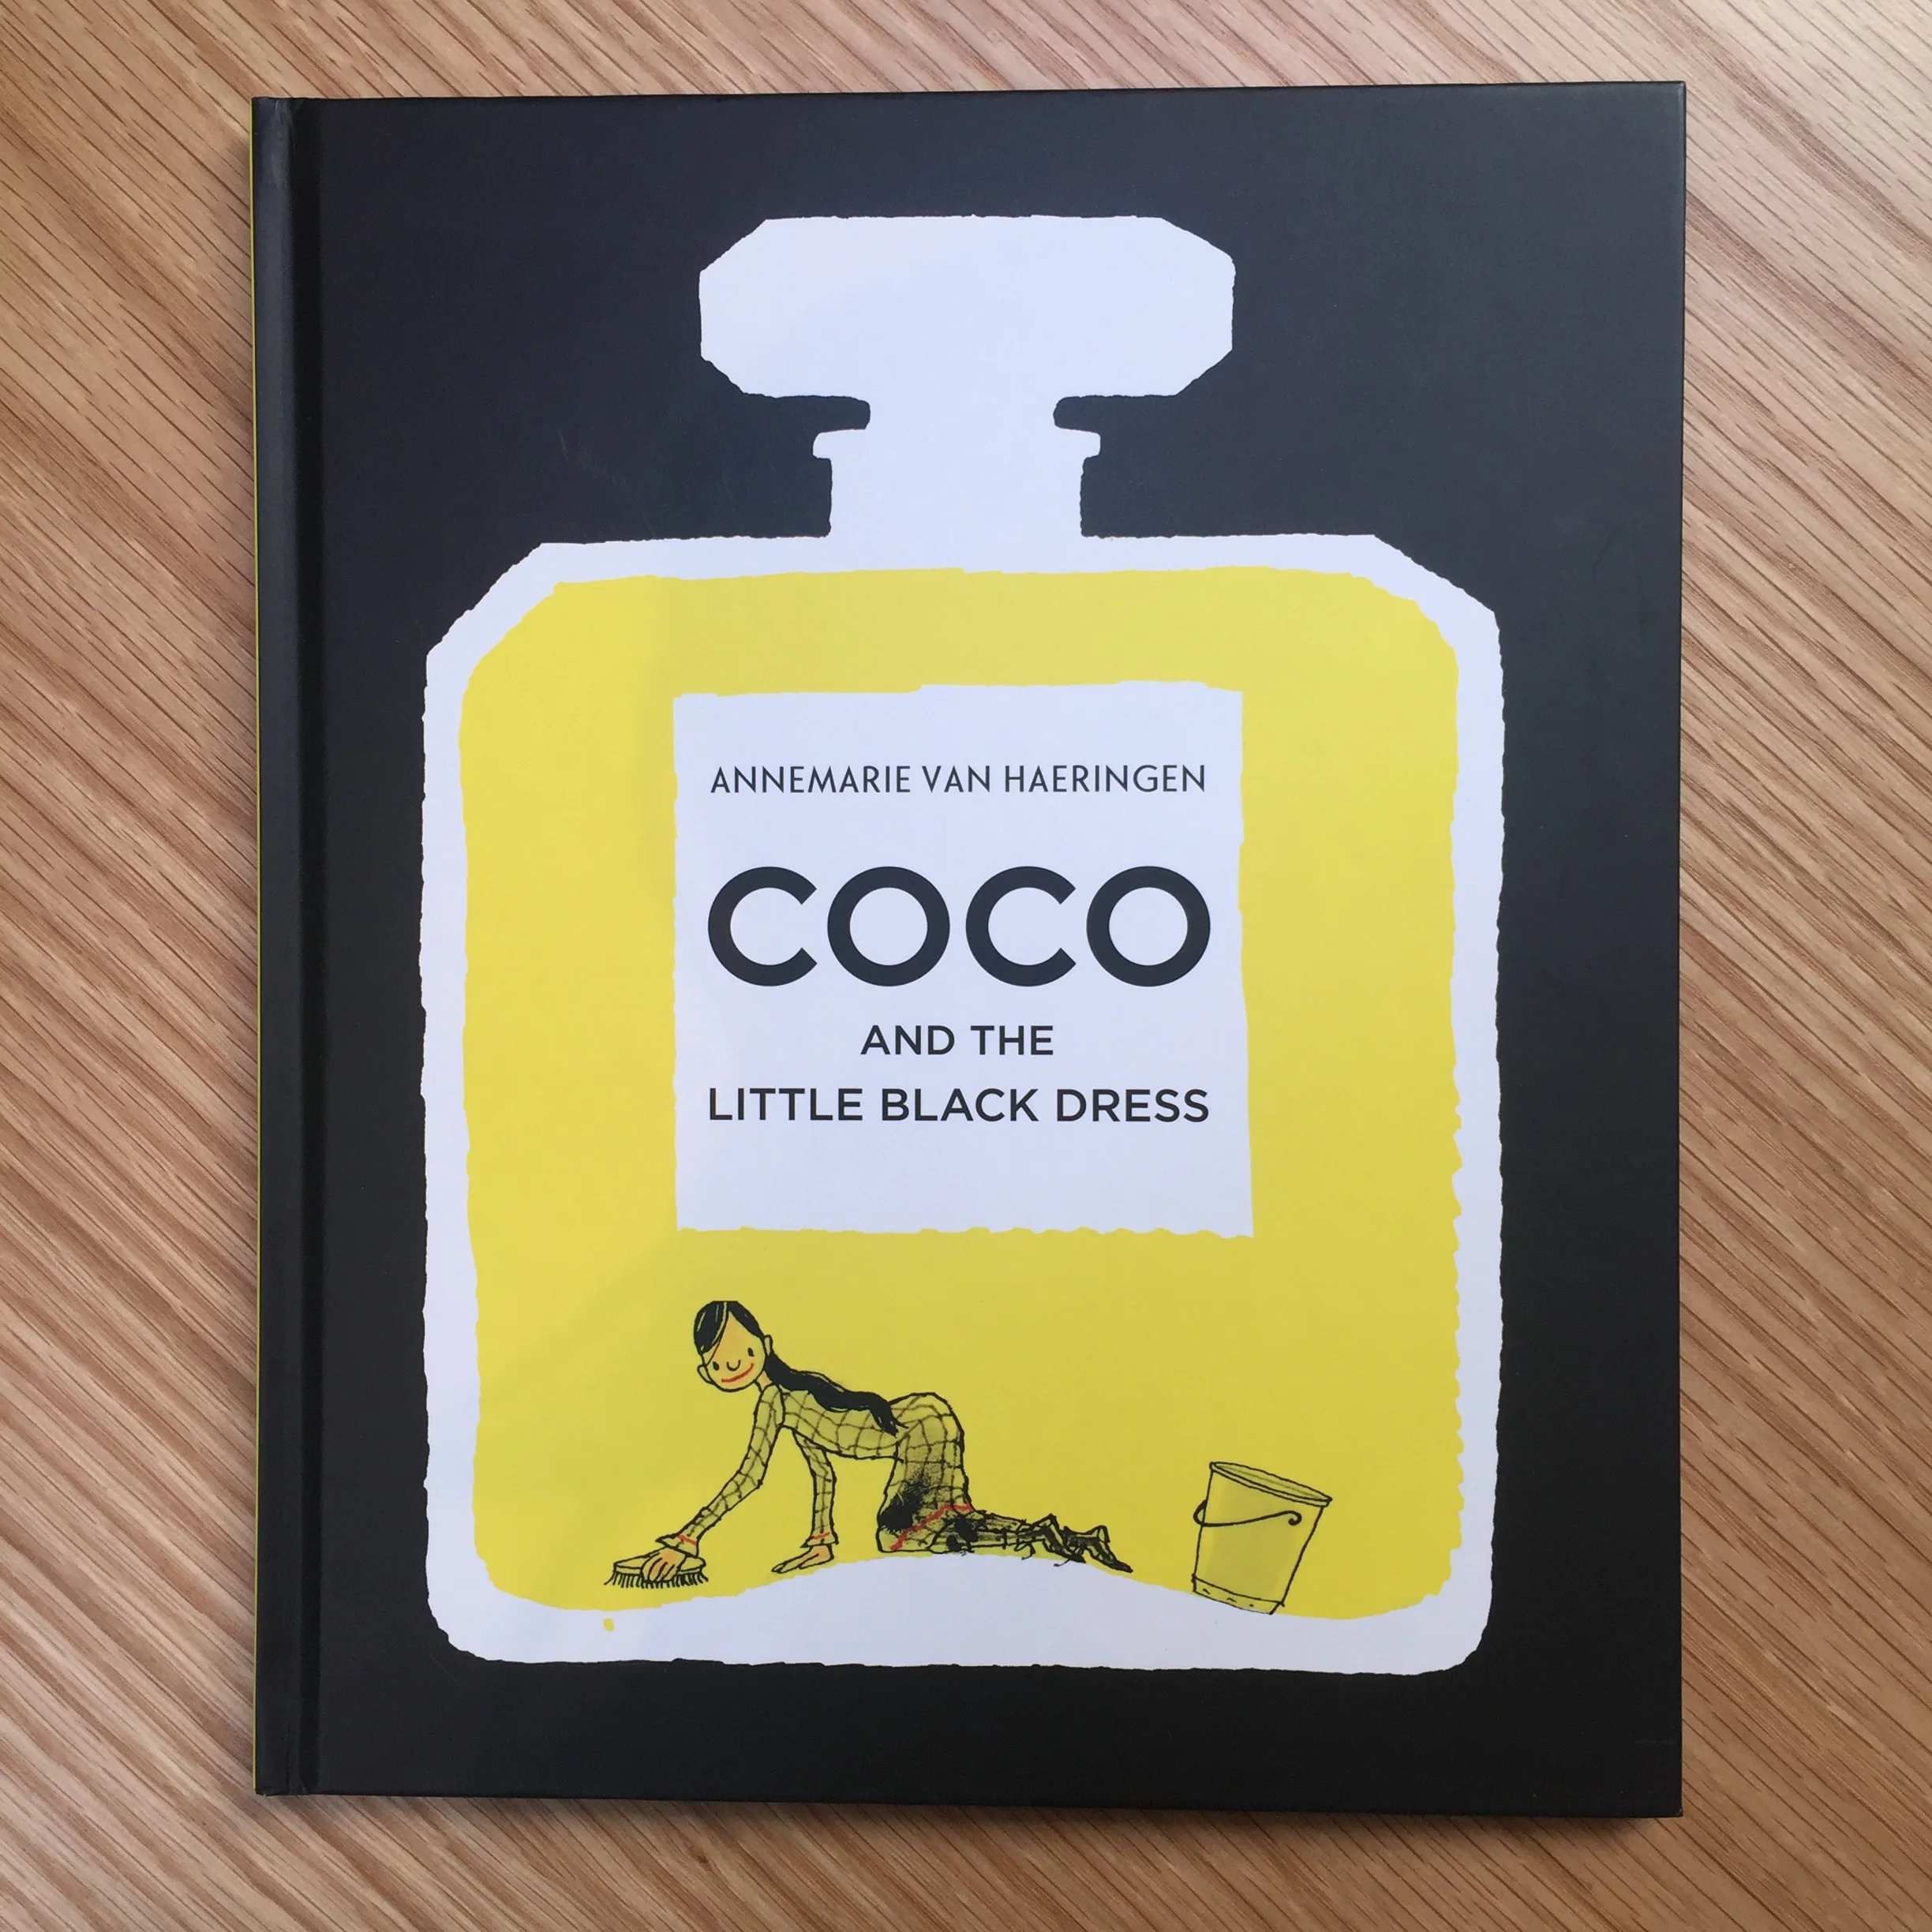 ANNEMARIE VAN HAERINGEN
COCO
AND THE
LITTLE BLACK DRESS